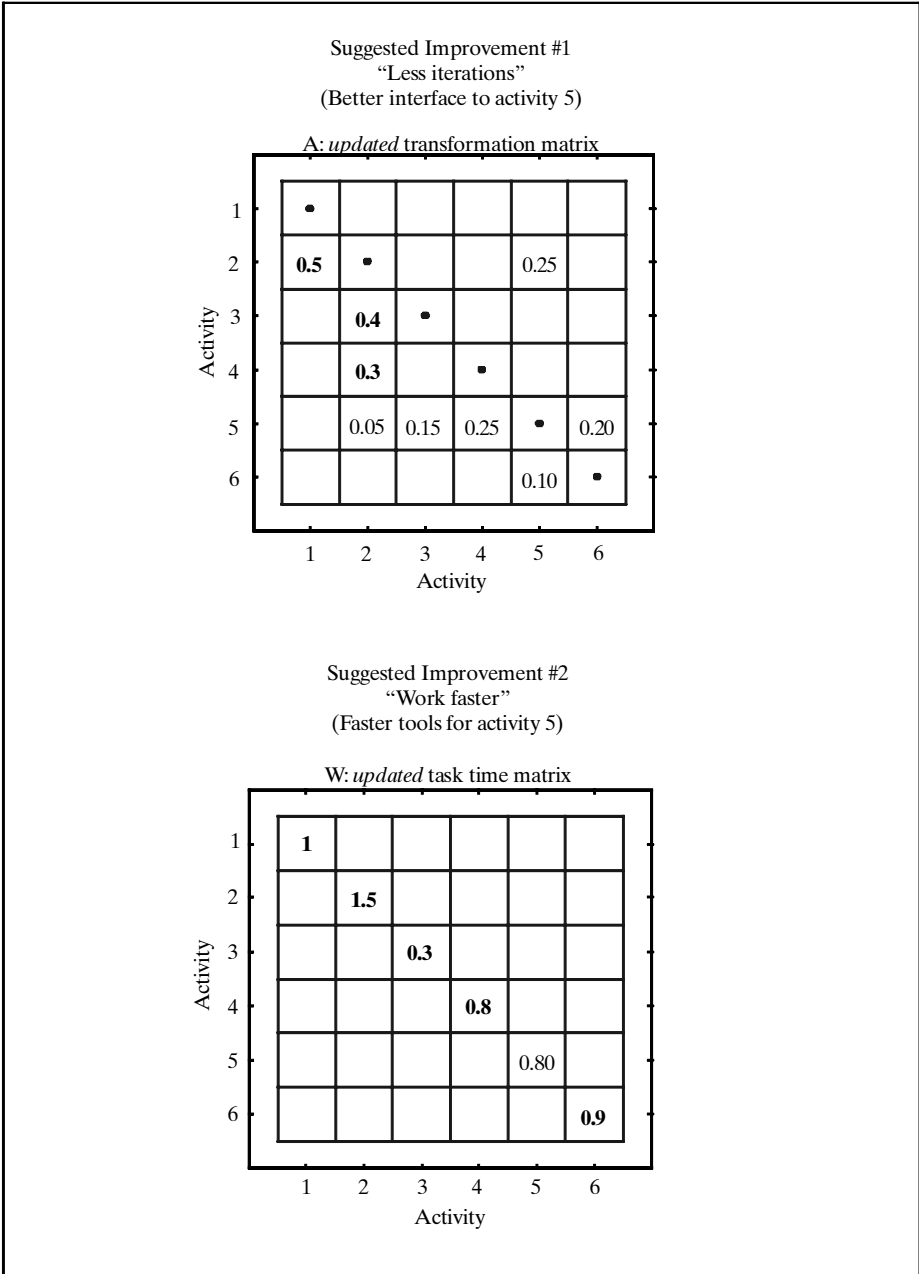 Suggested Improvement #1
“Less iterations”
(Better interface to activity 5)
A: updated transformation matrix
1
2 0.5 0.25
3 0.4
Activity
4 0.3
5 0.05 0.15 0.25 0.20
6 0.10
1 2 3 4 5 6
Activity
Suggested Improvement #2
“Work faster”
(Faster tools for activity 5)
W: updated task time matrix
1 1
2 1.5
3 0.3
Activity
4 0.8
5 0.80
6 0.9
1 2 3 4 5 6
Activity